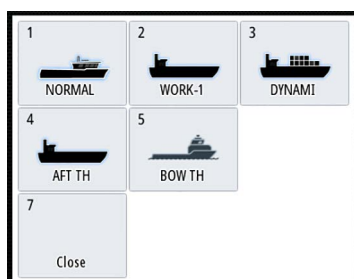 1
2
3
NORMAL
WORK-1
DYNAMI
4
5
AFT TH
BOW TH
7
Close